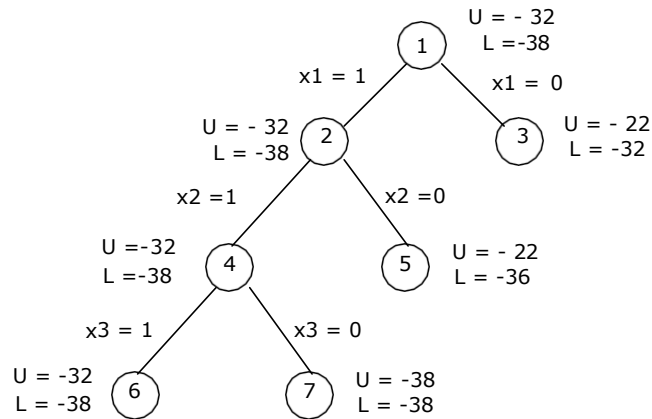 U = - 32
L =-38
1
x1 = 1
x1 = 0
U = - 32
L = -38
2
3
U = - 22
L = -32
x2 =1
x2 =0
U =-32
L =-38
4
5
U = - 22
L = -36
x3 = 1
x3 = 0
U = -32
L = -38
6
7
U = -38
L = -38